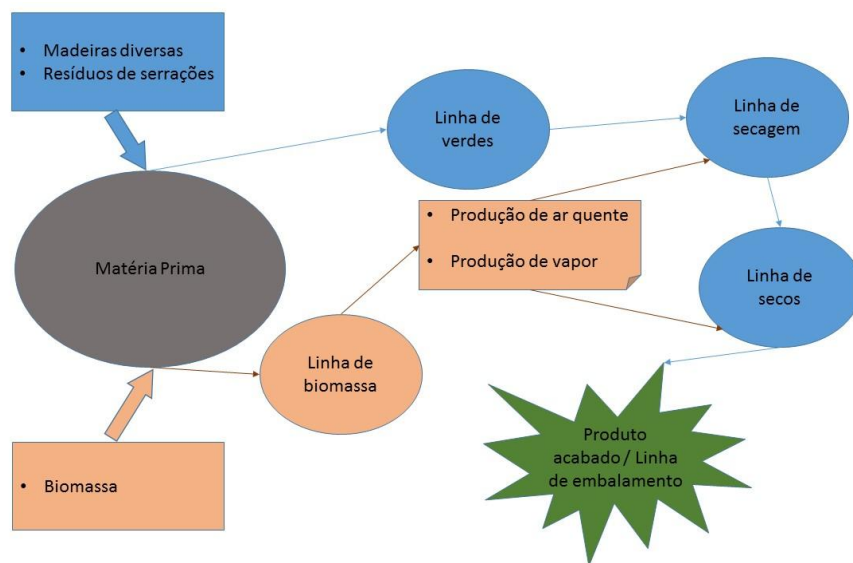 • Madeiras diversas
• Resíduos de serrações
Linha de
verdes
Linha de
secagem
• Produção de ar quente
• Produção de vapor
Matéria Prima
Linha de
secos
Linha de
biomassa
Produto
acabado / Linha
de embalamento
• Biomassa